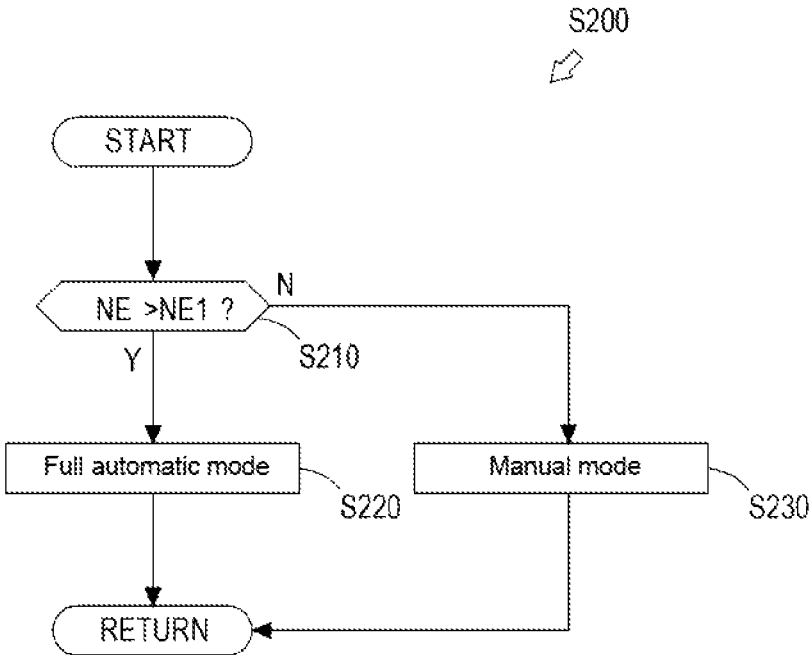 S200
START
NE >NE1 ?
N
S210
Y
Full automatic mode
Manual mode
S220
S230
RETURN